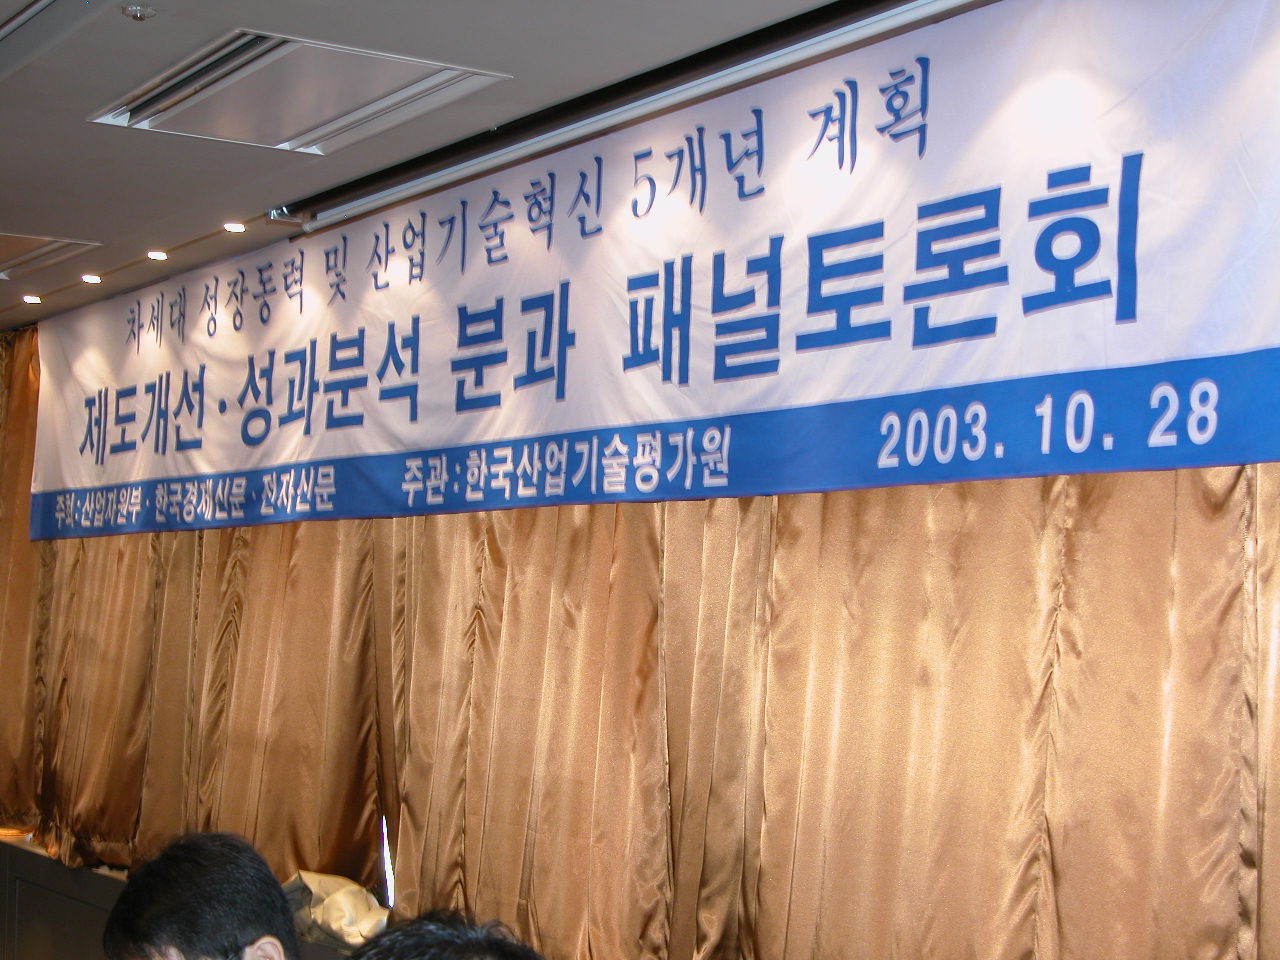 차세대 성장동력 및 산업기술혁신 5개년 계획
제도개선·성과분석 분과 패널토론회
주최:산업자원부·한국경제신문·전자신문 주관:한국산업기술평가원 2003. 10. 28